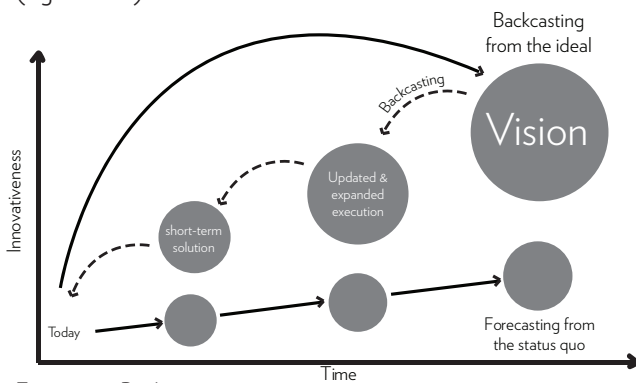 Backcasting
from the ideal
Backcasting
Vision
Innovativeness
Updated &
expanded
execution
short-term
solution
Today
Forecasting from
the status quo
Time